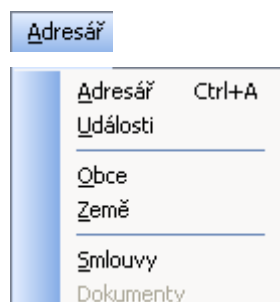 Adresář
Adresář Ctrl+A
Události
Obce
Země
Smlouvy
Dokumenty